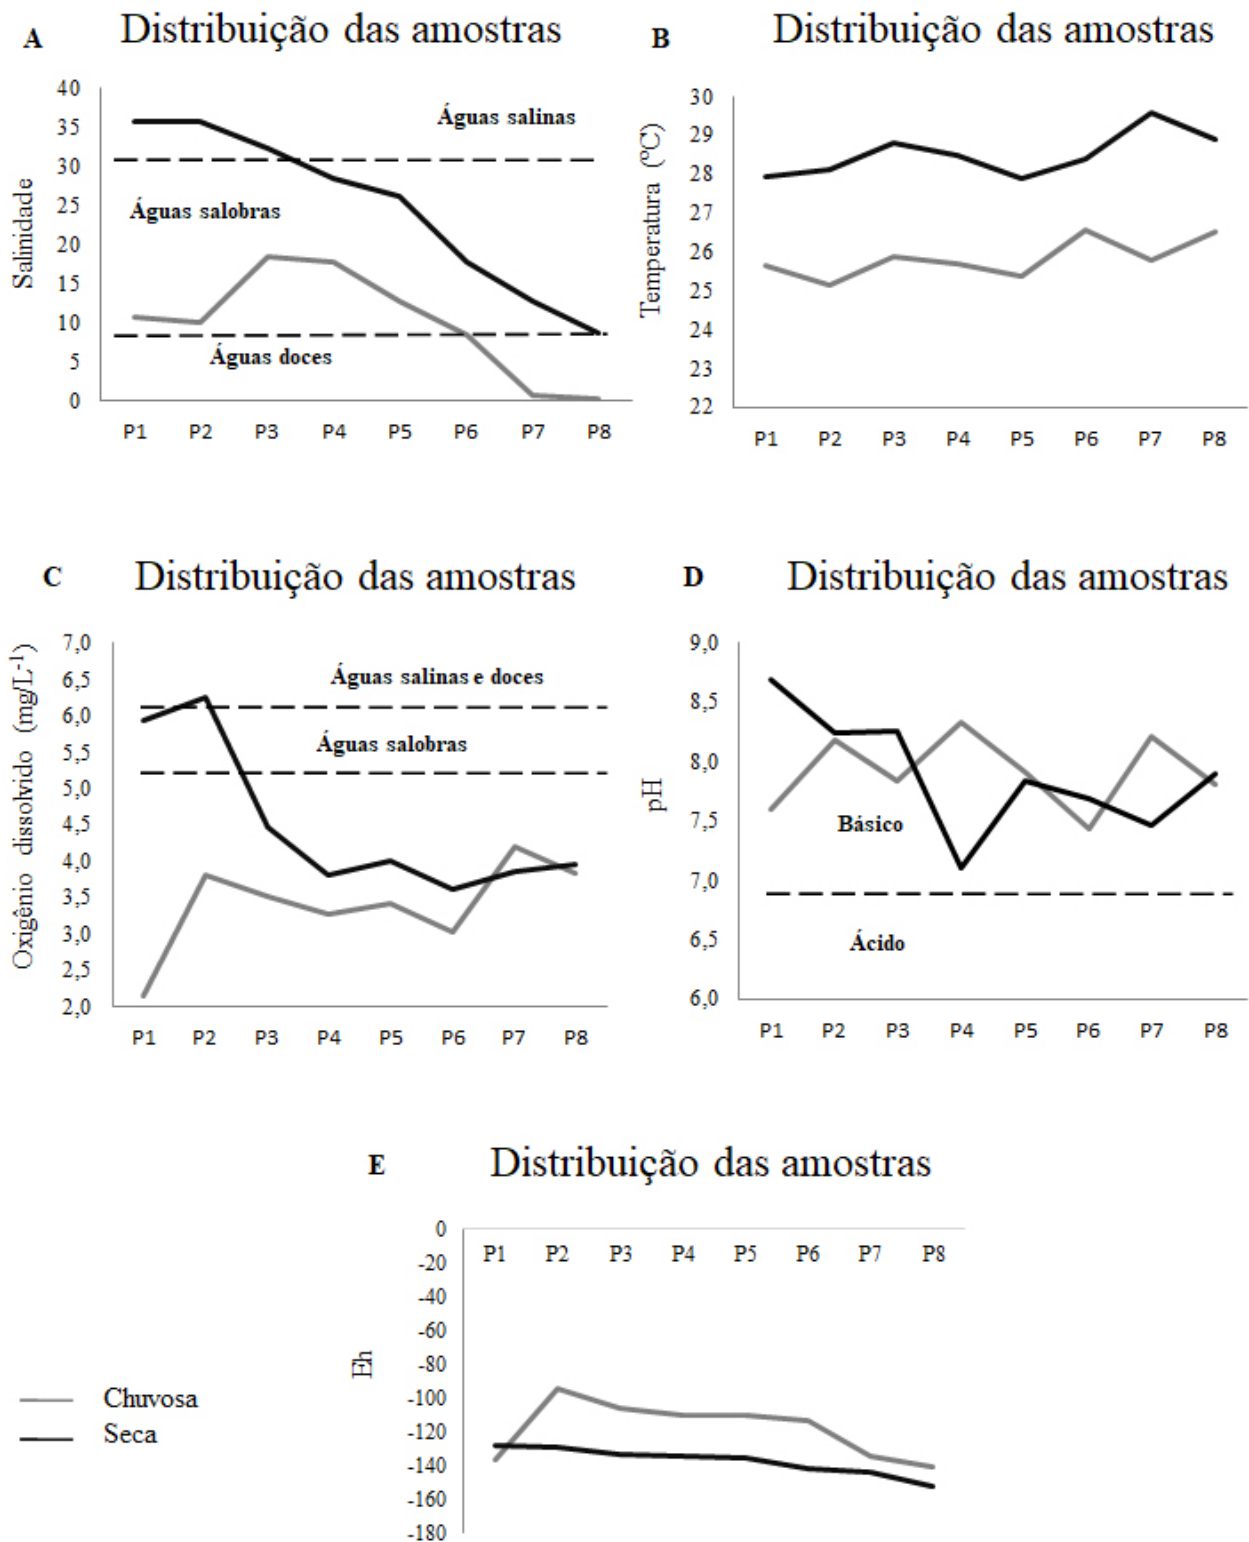 A
Distribuição das amostras
Salinidade
40
35
30
25
20
15
10
5
0
Águas salinas
Águas salobras
Águas doces
P1 P2 P3 P4 P5 P6 P7 P8
B
Distribuição das amostras
Temperatura (ºC)
30
29
28
27
26
25
24
23
22
P1 P2 P3 P4 P5 P6 P7 P8
C
Distribuição das amostras
Oxigênio dissolvido (mg/L-1)
7,0
6,5
6,0
5,5
5,0
4,5
4,0
3,5
3,0
2,5
2,0
Águas salinas e doces
Águas salobras
P1 P2 P3 P4 P5 P6 P7 P8
D
Distribuição das amostras
pH
9,0
8,5
8,0
7,5
7,0
6,5
6,0
Básico
Ácido
P1 P2 P3 P4 P5 P6 P7 P8
E
Distribuição das amostras
Eh
0
-20
-40
-60
-80
-100
-120
-140
-160
-180
P1 P2 P3 P4 P5 P6 P7 P8
Chuvosa
Seca